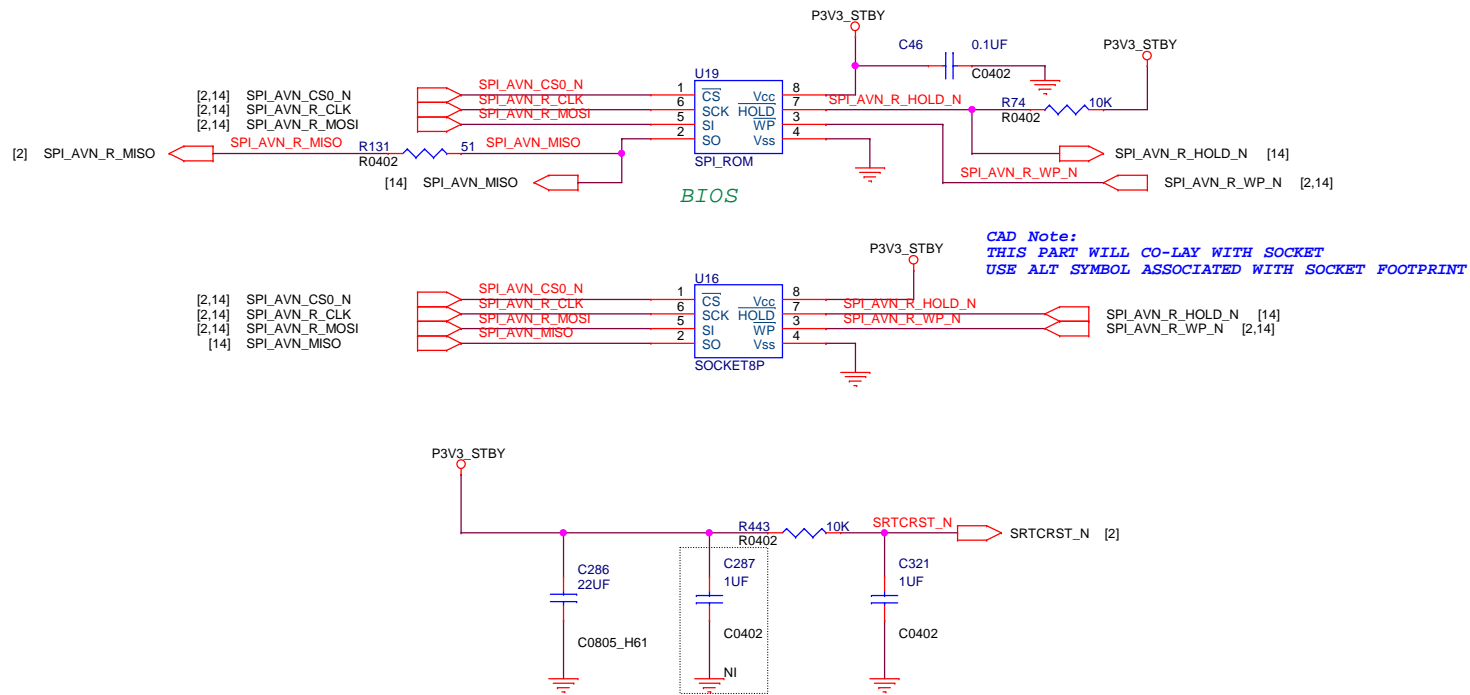 P3V3_STBY
C46 0.1UF
C0402
P3V3_STBY
U19
[2,14] SPI_AVN_CS0_N SPI_AVN_CS0_N 1 CS Vcc 8
[2,14] SPI_AVN_R_CLK SPI_AVN_R_CLK 6 SCK HOLD 7 SPI_AVN_R_HOLD_N R74 10K
R0402
[2,14] SPI_AVN_R_MOSI SPI_AVN_R_MOSI 5 SI WP 3
2 SO Vss 4
[2] SPI_AVN_R_MISO SPI_AVN_R_MISO R131 51 SPI_AVN_MISO
R0402
SPI_ROM
SPI_AVN_R_HOLD_N [14]
[14] SPI_AVN_MISO
SPI_AVN_R_WP_N SPI_AVN_R_WP_N [2,14]
BIOS
CAD Note:
THIS PART WILL CO-LAY WITH SOCKET
USE ALT SYMBOL ASSOCIATED WITH SOCKET FOOTPRINT
P3V3_STBY
U16
[2,14] SPI_AVN_CS0_N SPI_AVN_CS0_N 1 CS Vcc 8
[2,14] SPI_AVN_R_CLK SPI_AVN_R_CLK 6 SCK HOLD 7 SPI_AVN_R_HOLD_N SPI_AVN_R_HOLD_N [14]
[2,14] SPI_AVN_R_MOSI SPI_AVN_R_MOSI 5 SI WP 3 SPI_AVN_R_WP_N SPI_AVN_R_WP_N [2,14]
[14] SPI_AVN_MISO SPI_AVN_MISO 2 SO Vss 4
SOCKET8P
P3V3_STBY
R443 10K SRTCRST_N SRTCRST_N [2]
R0402
C286
22UF
C0805_H61
C287
1UF
C0402
NI
C321
1UF
C0402